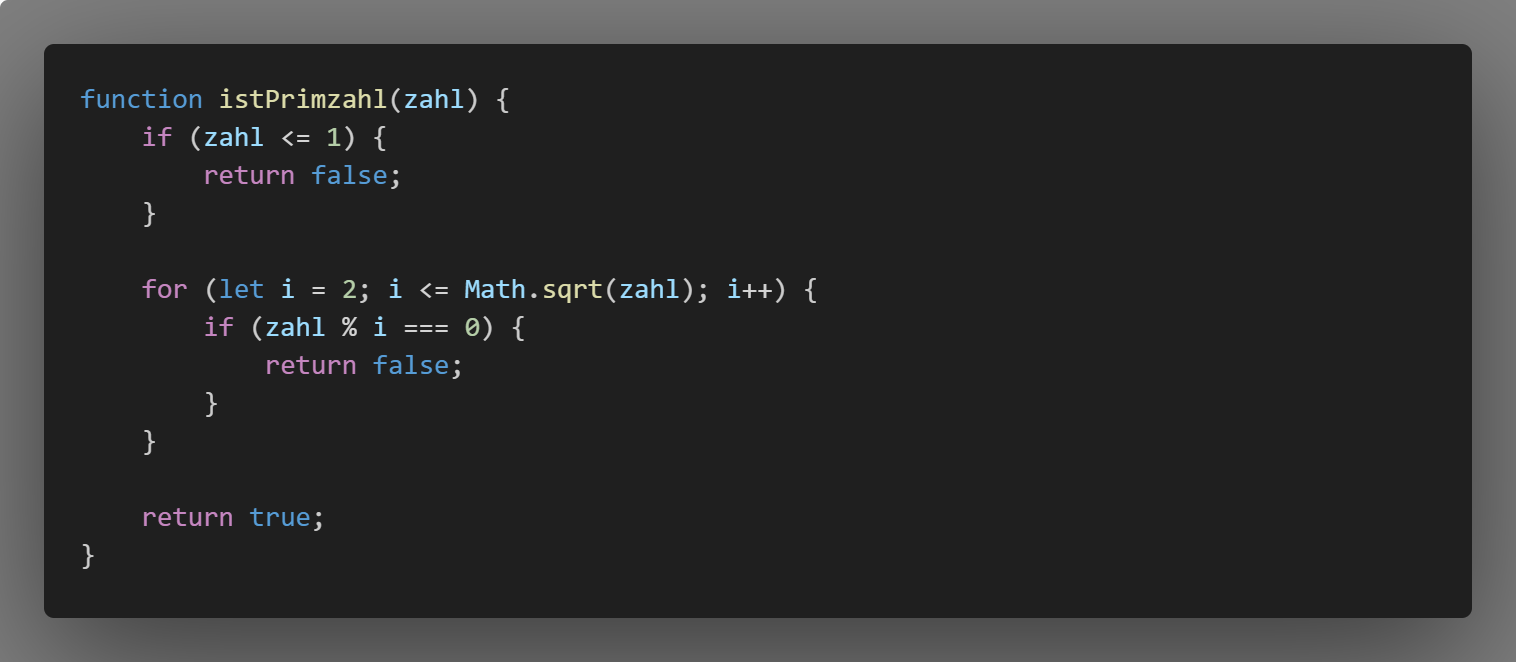 function istPrimzahl(zahl) {
    if (zahl <= 1) {
        return false;
    }

    for (let i = 2; i <= Math.sqrt(zahl); i++) {
        if (zahl % i === 0) {
            return false;
        }
    }

    return true;
}